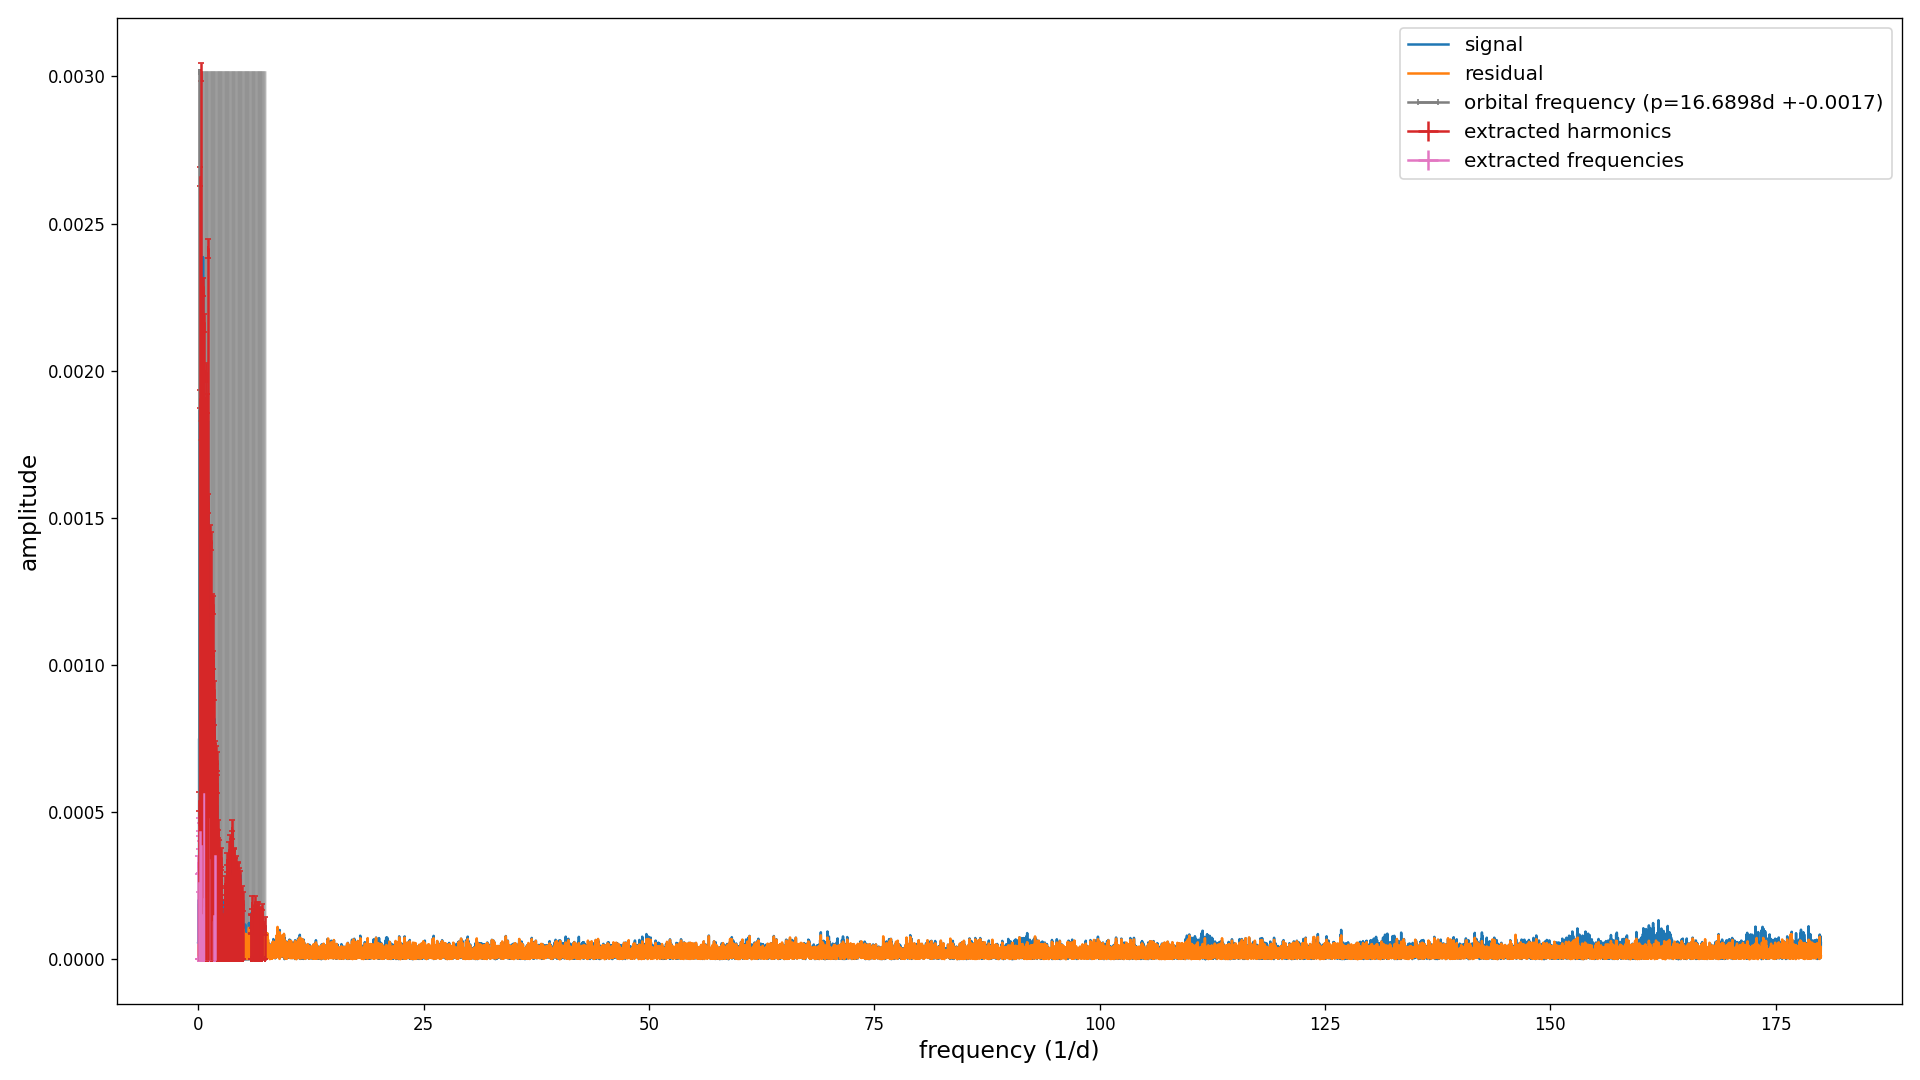 signal
residual
orbital frequency (p=16.6898d +-0.0017)
extracted harmonics
extracted frequencies
amplitude
0.0030
0.0025
0.0020
0.0015
0.0010
0.0005
0.0000
0 25 50 75 100 125 150 175
frequency (1/d)